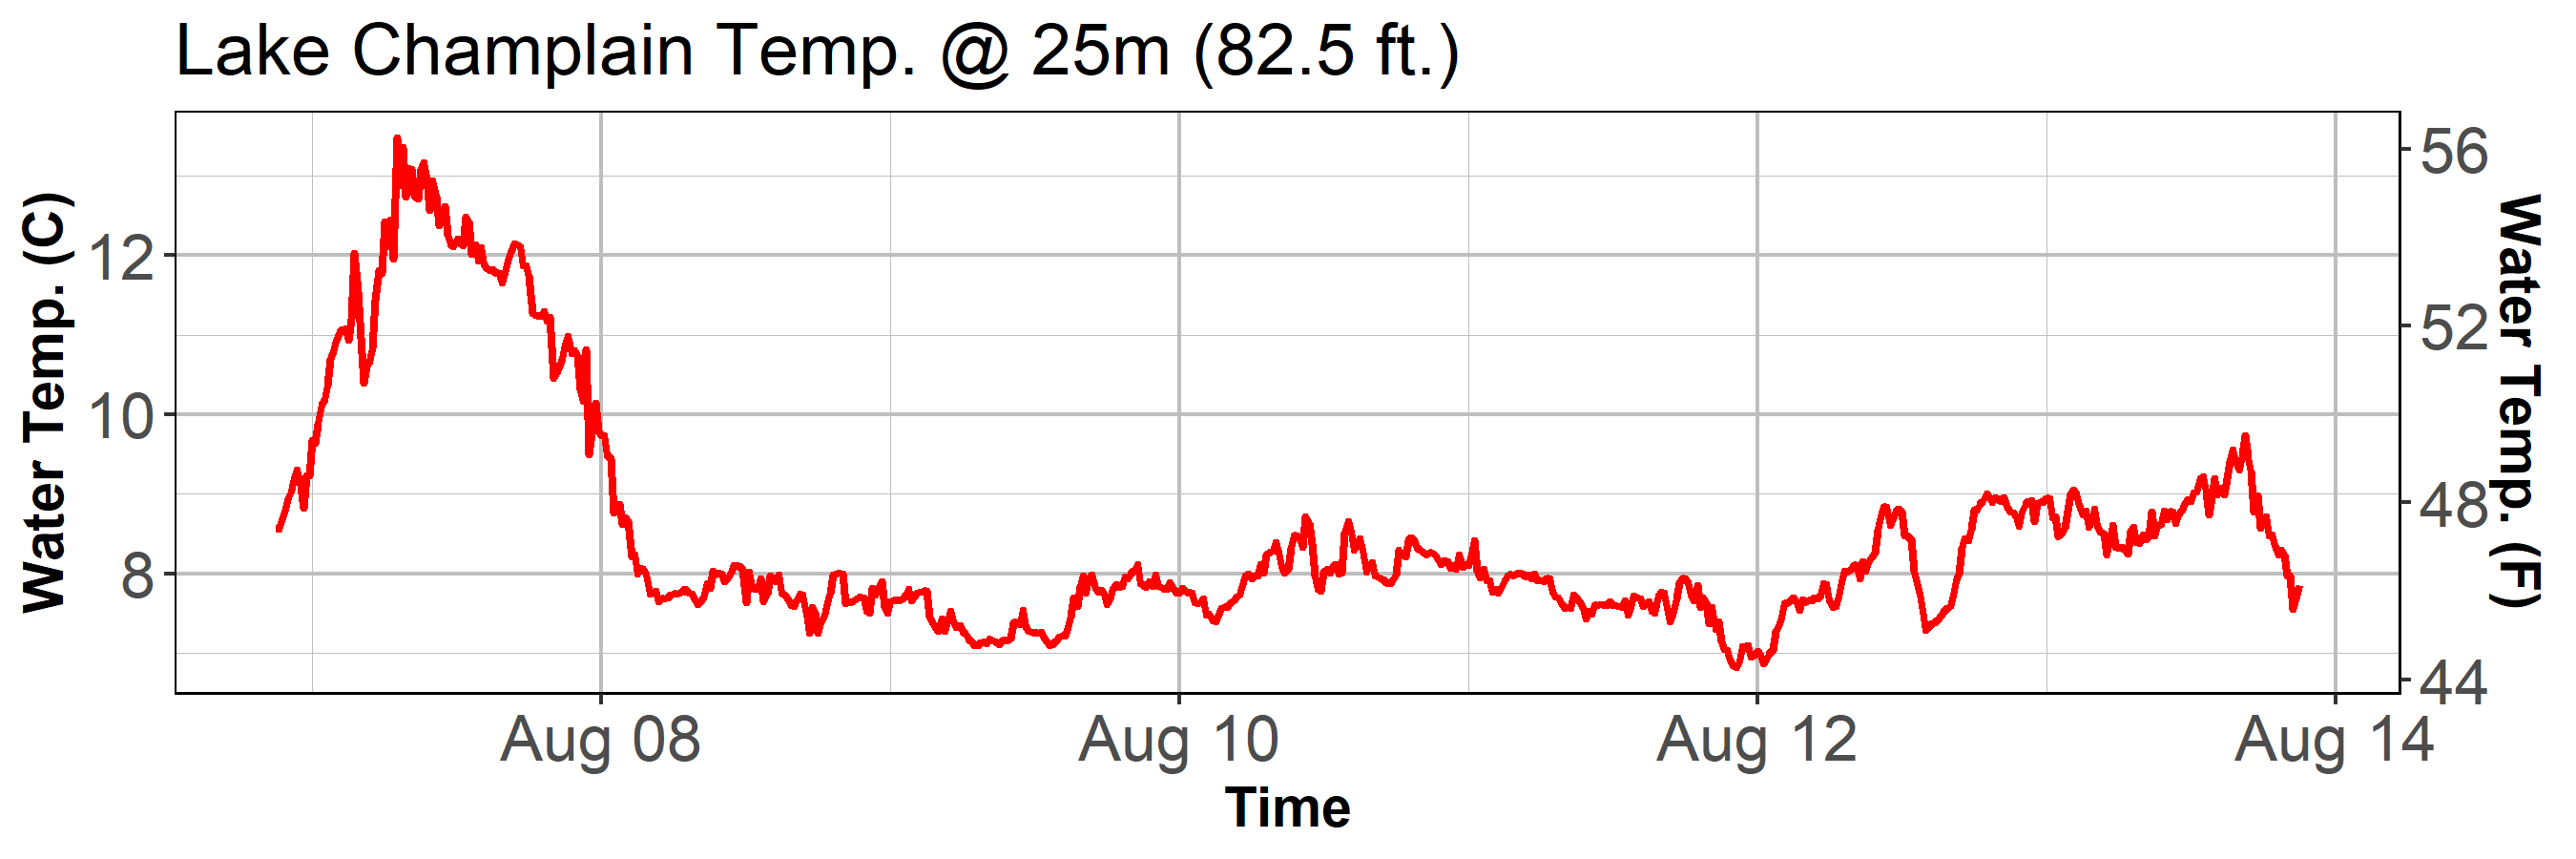 Lake Champlain Temp. @ 25m (82.5 ft.)
Water Temp. (C)
12
10
8
56
52
48
44
Water Temp. (F)
Aug 08 Aug 10 Aug 12 Aug 14
Time